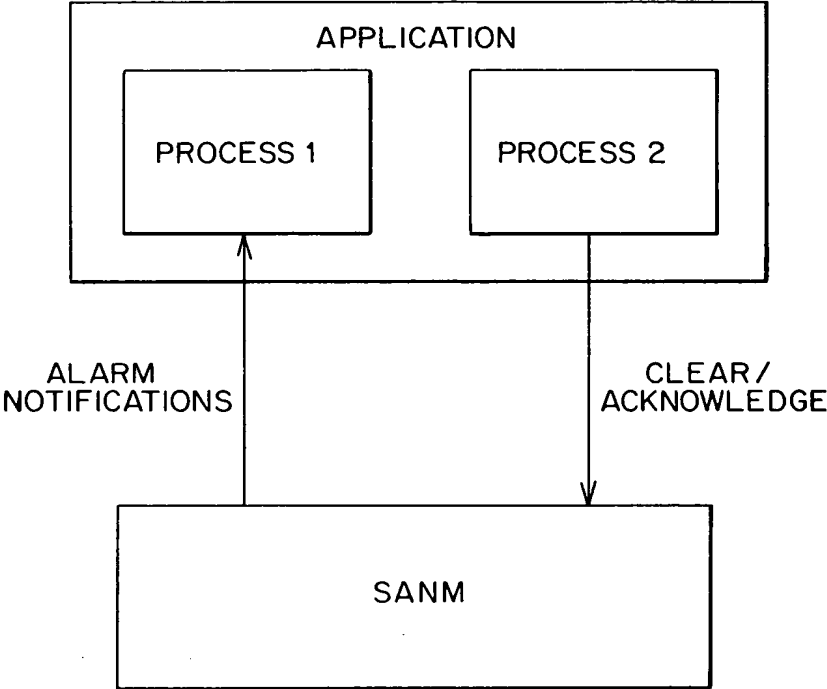 APPLICATION
PROCESS 1
PROCESS 2
ALARM
NOTIFICATIONS
CLEAR/
ACKNOWLEDGE
SANM